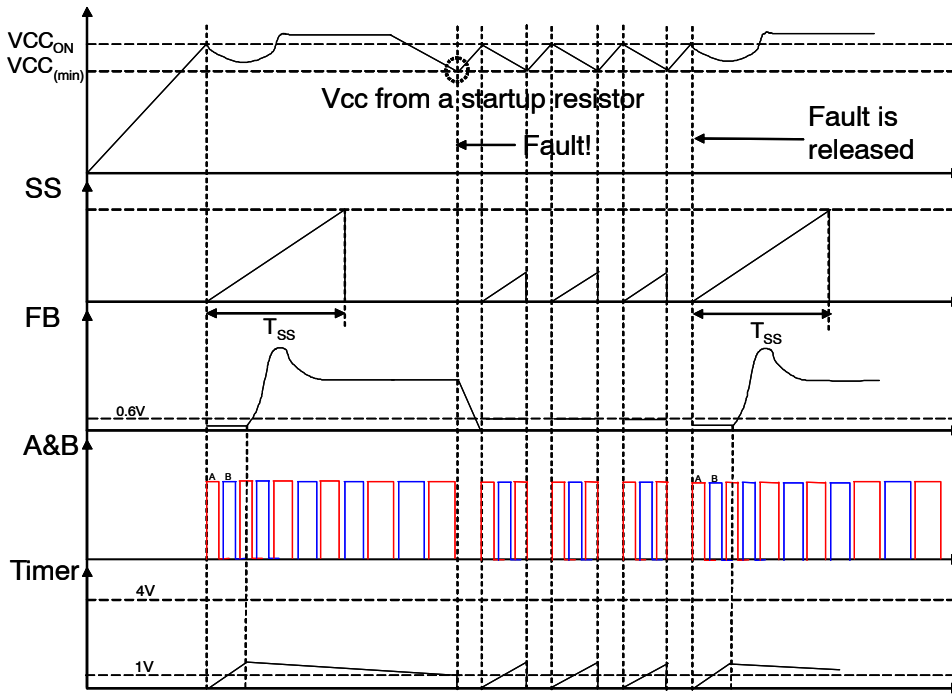 VCC_ON
VCC_(min)
Vcc from a startup resistor
Fault!
Fault is
released
SS
T_SS
T_SS
FB
0.6V
A&B
A B
A B
Timer
4V
1V